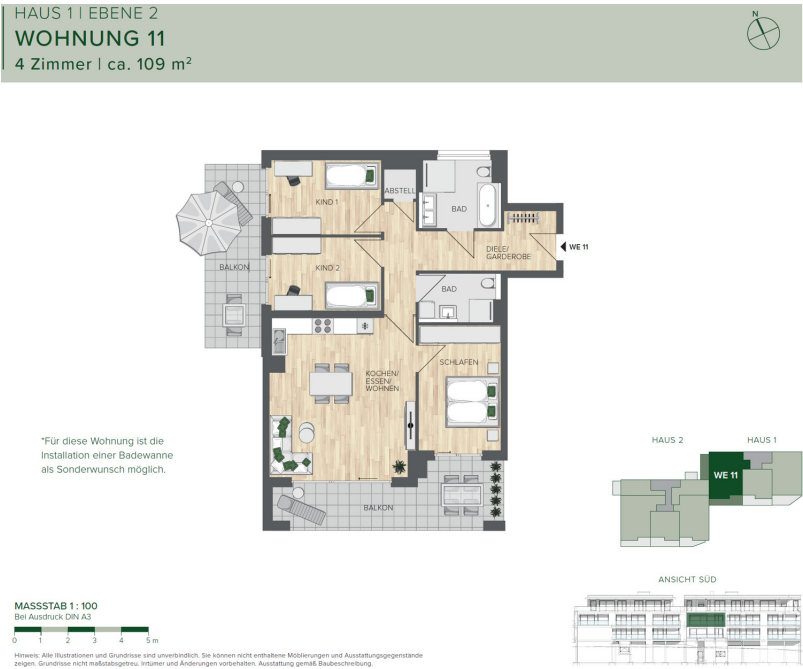 HAUS 1 | EBENE 2
WOHNUNG 11
4 Zimmer | ca. 109 m²
N
KIND 1
ABSTELL
BAD
DIELE/
GARDEROBE
WE 11
BALKON
KIND 2
BAD
SCHLAFEN
KOCHEN/
ESSEN/
WOHNEN
*Für diese Wohnung ist die
Installation einer Badewanne
als Sonderwunsch möglich.
BALKON
HAUS 2
HAUS 1
WE 11
ANSICHT SÜD
MASSSTAB 1 : 100
Bei Ausdruck DIN A3
0 1 2 3 4 5 m
Hinweis: Alle Illustrationen und Grundrisse sind unverbindlich. Sie können nicht enthaltene Möblierungen und Ausstattungsgegenstände
zeigen. Grundrisse nicht maßstabsgetreu. Irrtümer und Änderungen vorbehalten. Ausstattung gemäß Baubeschreibung.